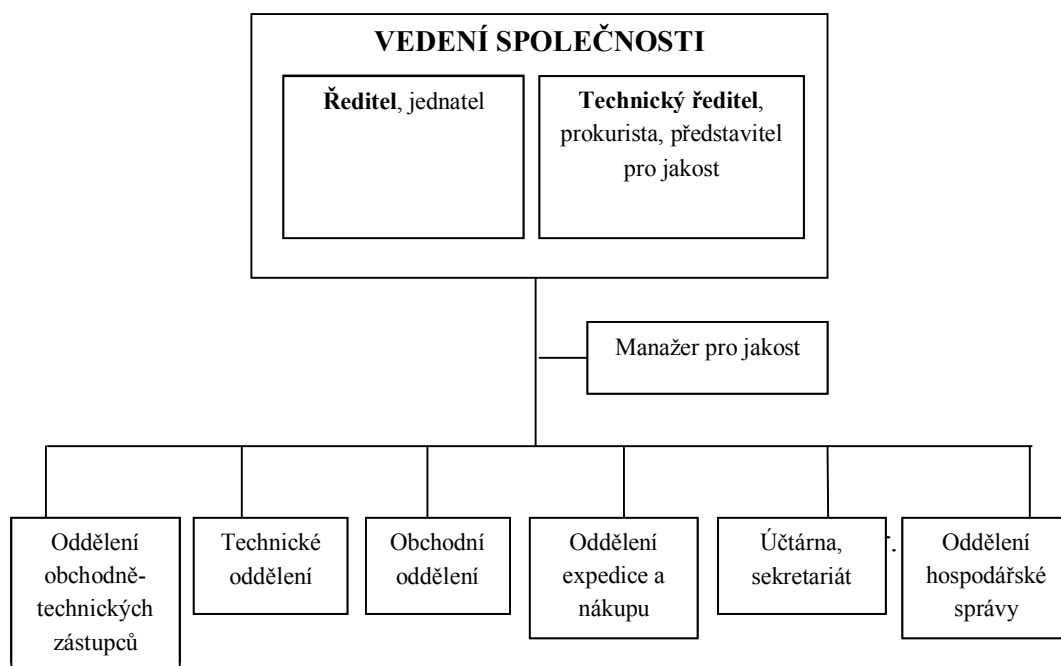 VEDENÍ SPOLEČNOSTI
Ředitel, jednatel
Technický ředitel,
prokurista, představitel
pro jakost
Manažer pro jakost
Oddělení
obchodně-
technických
zástupců
Technické
oddělení
Obchodní
oddělení
Oddělení
expedice a
nákupu
Účtárna,
sekretariát
Oddělení
hospodářské
správy